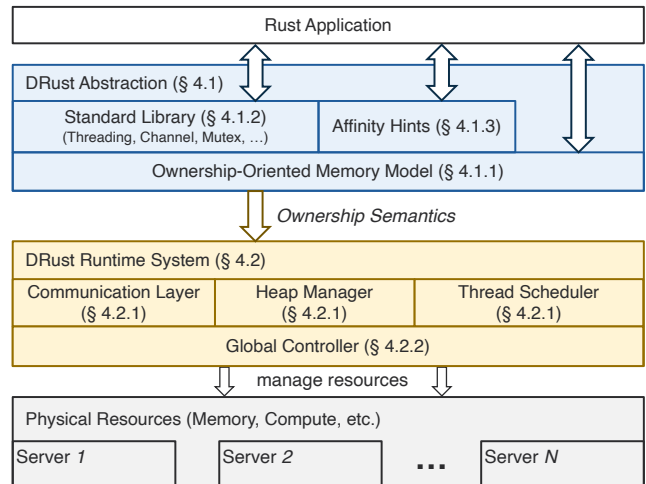 Rust Application
DRust Abstraction (§ 4.1)
Standard Library (§ 4.1.2)
(Threading, Channel, Mutex, …)
Affinity Hints (§ 4.1.3)
Ownership-Oriented Memory Model (§ 4.1.1)
Ownership Semantics
DRust Runtime System (§ 4.2)
Communication Layer
(§ 4.2.1)
Heap Manager
(§ 4.2.1)
Thread Scheduler
(§ 4.2.1)
Global Controller (§ 4.2.2)
manage resources
Physical Resources (Memory, Compute, etc.)
Server 1
Server 2
...
Server N